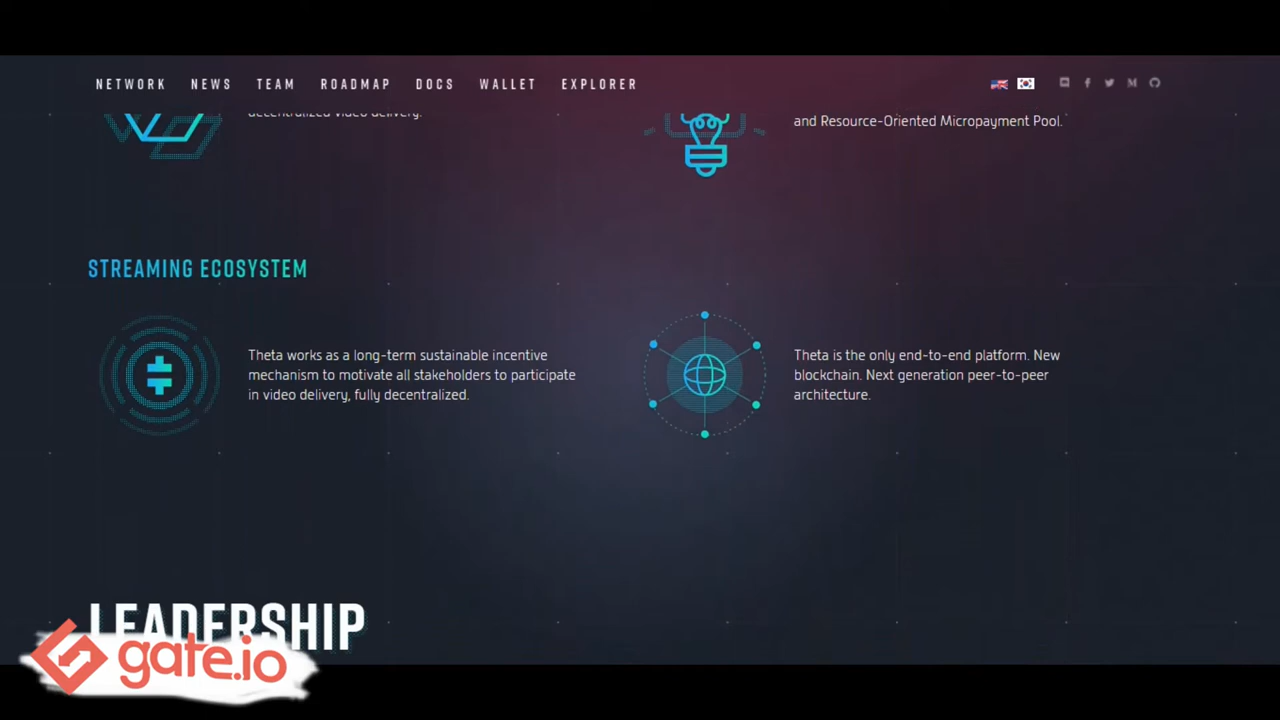 NETWORK NEWS TEAM ROADMAP DOCS WALLET EXPLORER
decentralized video delivery.
and Resource-Oriented Micropayment Pool.
STREAMING ECOSYSTEM
Theta works as a long-term sustainable incentive
mechanism to motivate all stakeholders to participate
in video delivery, fully decentralized.
Theta is the only end-to-end platform. New
blockchain. Next generation peer-to-peer
architecture.
LEADERSHIP
gate.io